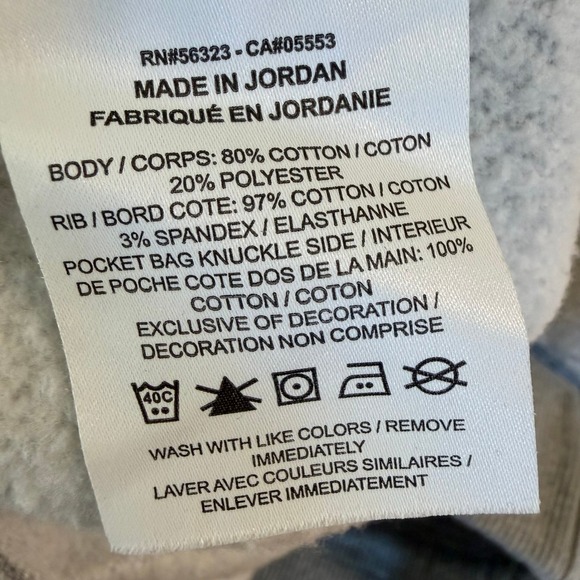 RN#56323 - CA#05553
MADE IN JORDAN
FABRIQUÉ EN JORDANIE
BODY / CORPS: 80% COTTON / COTON
20% POLYESTER
RIB / BORD COTE: 97% COTTON / COTON
3% SPANDEX / ELASTHANNE
POCKET BAG KNUCKLE SIDE / INTERIEUR
DE POCHE COTE DOS DE LA MAIN: 100%
COTTON / COTON
EXCLUSIVE OF DECORATION /
DECORATION NON COMPRISE
40C
WASH WITH LIKE COLORS / REMOVE
IMMEDIATELY
LAVER AVEC COULEURS SIMILAIRES /
ENLEVER IMMÉDIATEMENT